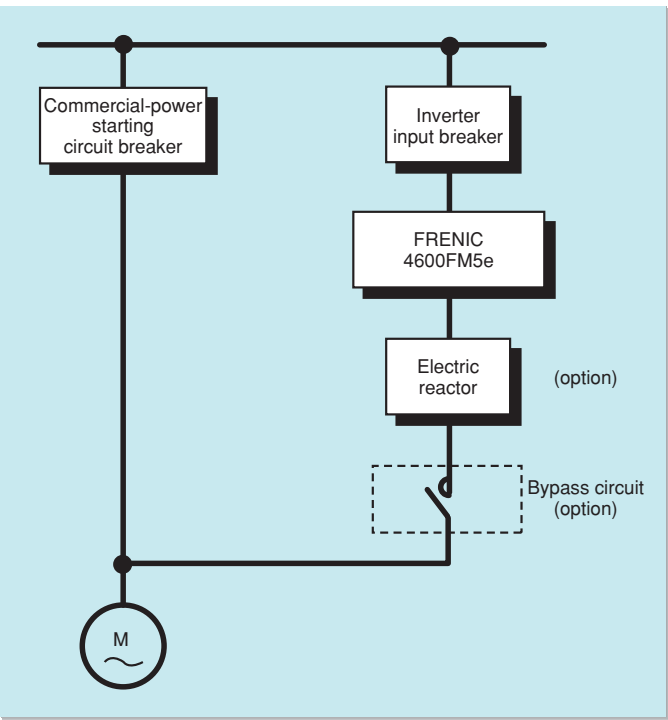 Commercial-power
starting
circuit breaker
Inverter
input breaker
FRENIC
4600FM5e
Electric
reactor
(option)
Bypass circuit
(option)
M